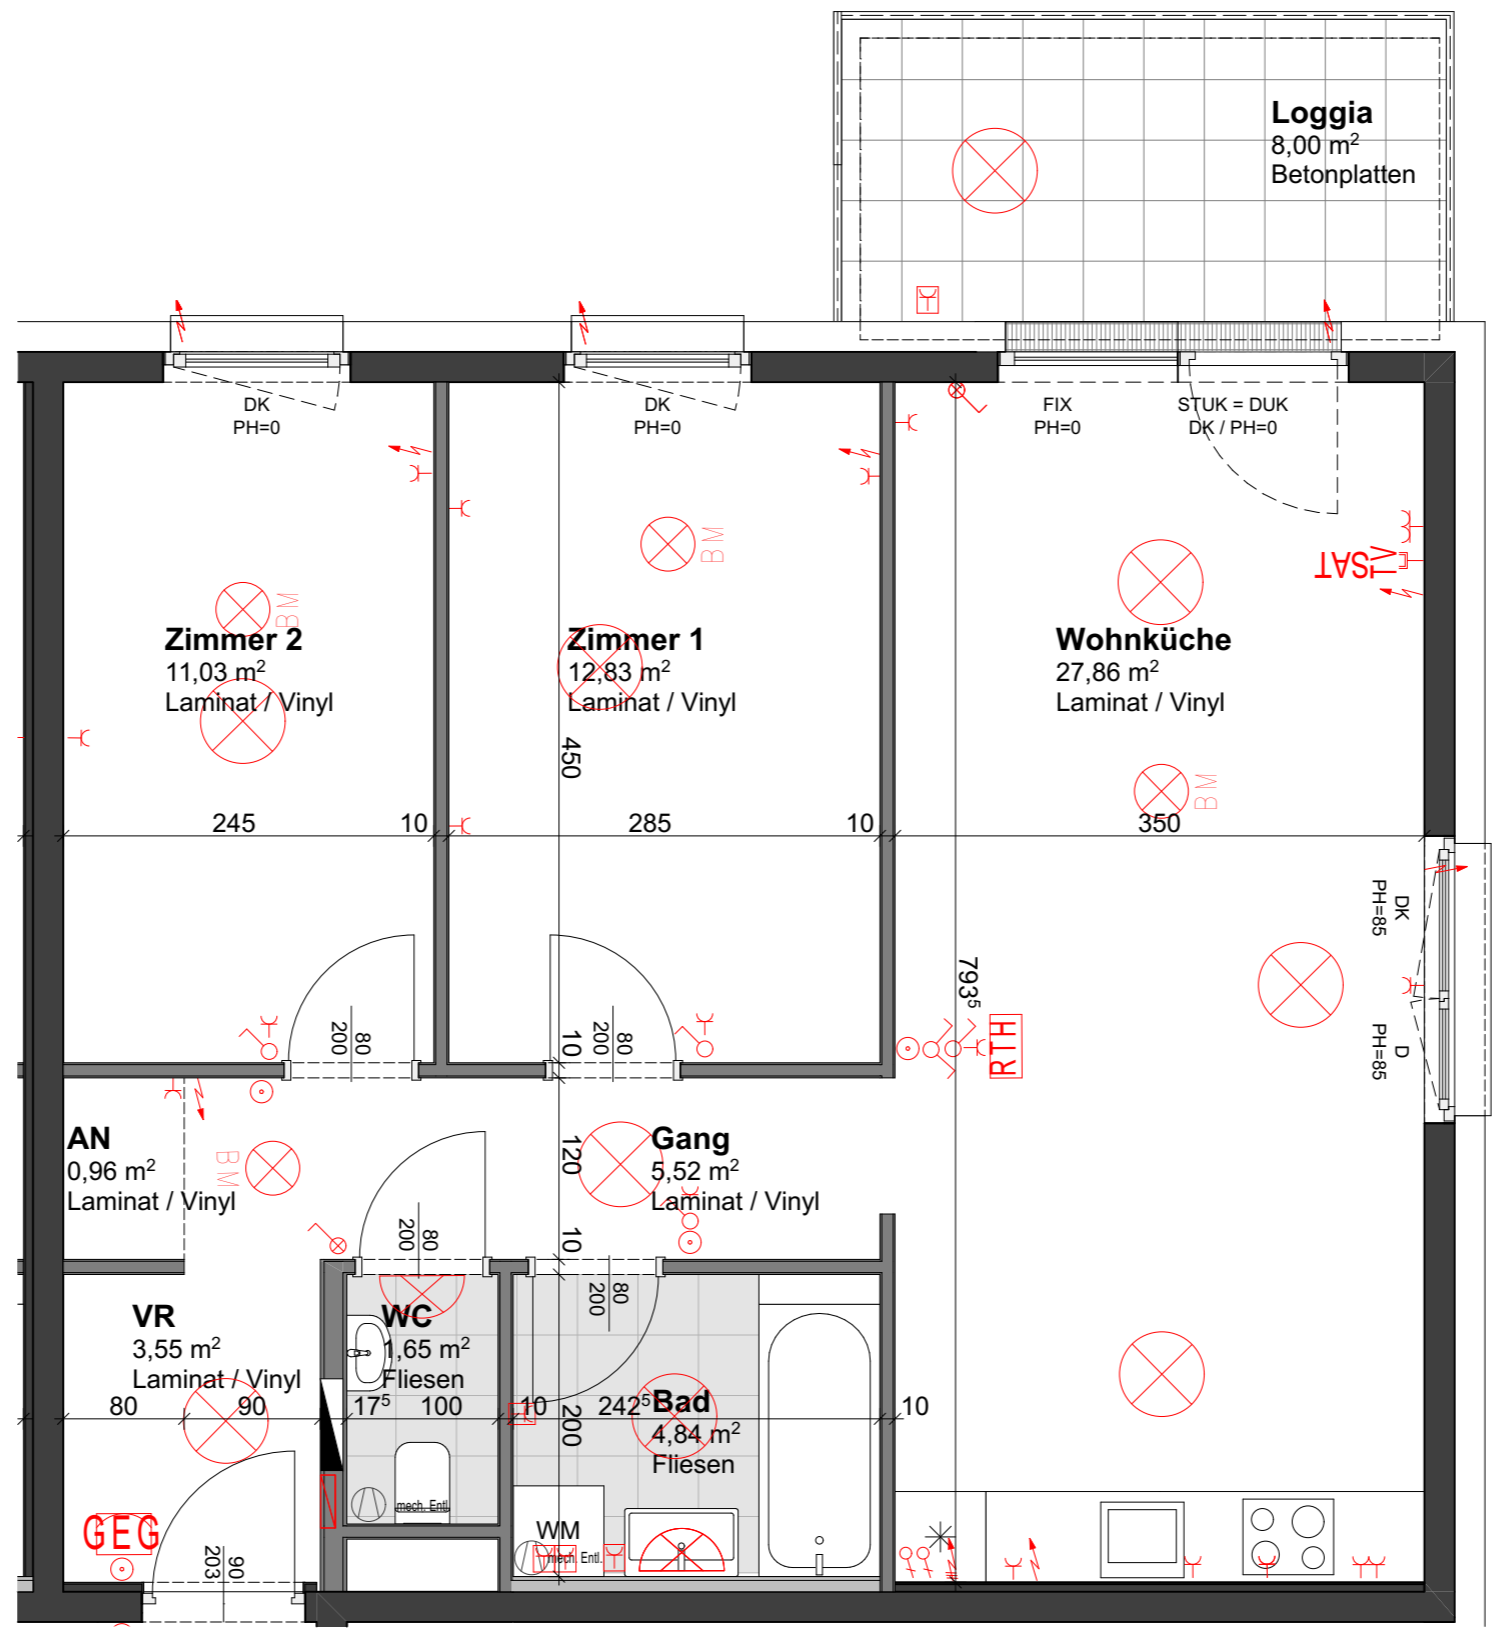 Loggia
8,00 m²
Betonplatten
DK
PH=0
DK
PH=0
FIX
PH=0
STUK = DUK
DK / PH=0
TV
SAT
BM
BM
Zimmer 2
11,03 m²
Laminat / Vinyl
Zimmer 1
12,83 m²
Laminat / Vinyl
Wohnküche
27,86 m²
Laminat / Vinyl
450
BM
245
10
285
10
350
DK
PH=85
793⁵
D
PH=85
80
200
10
80
200
RTH
AN
0,96 m²
Laminat / Vinyl
BM
120
Gang
5,52 m²
Laminat / Vinyl
80
200
10
80
200
VR
3,55 m²
Laminat / Vinyl
WC
1,65 m²
Fliesen
80
90
17⁵
100
10
200
242⁵
Bad
4,84 m²
Fliesen
10
mech. Entl.
GEG
WM
mech. Entl.
90
203